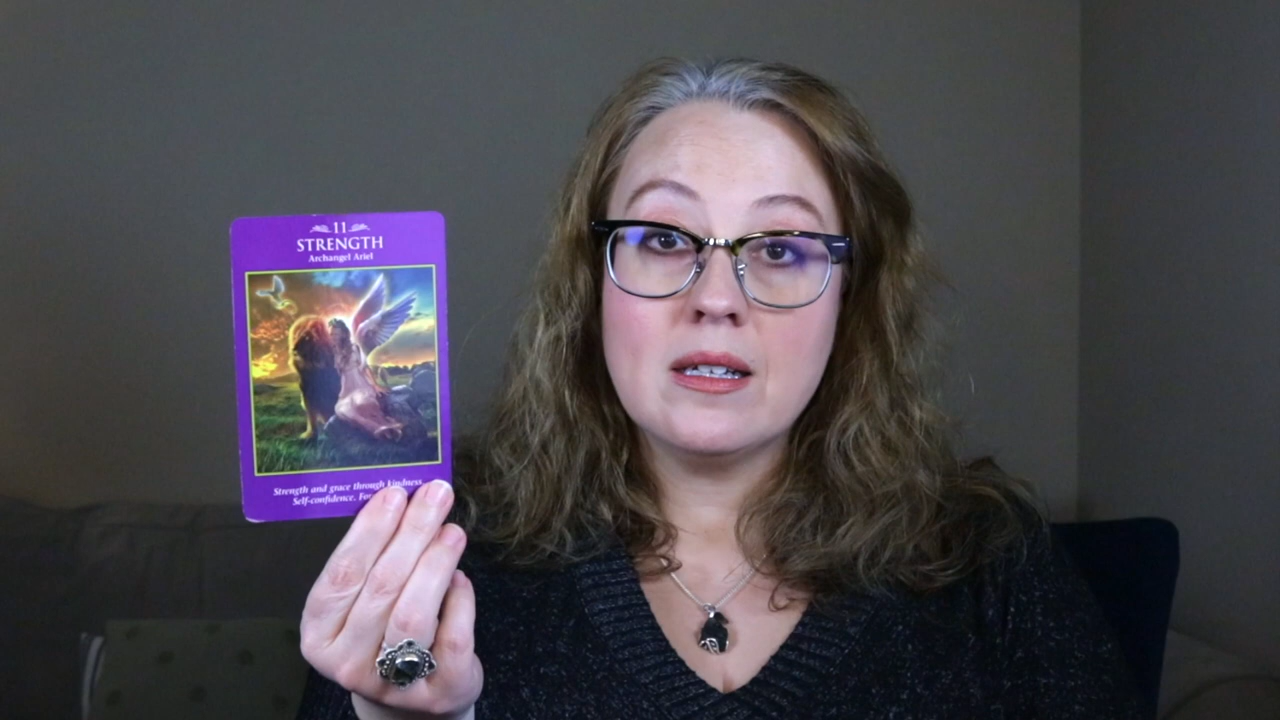 11
STRENGTH
Archangel Ariel
Strength and grace through kindness.
Self-confidence.